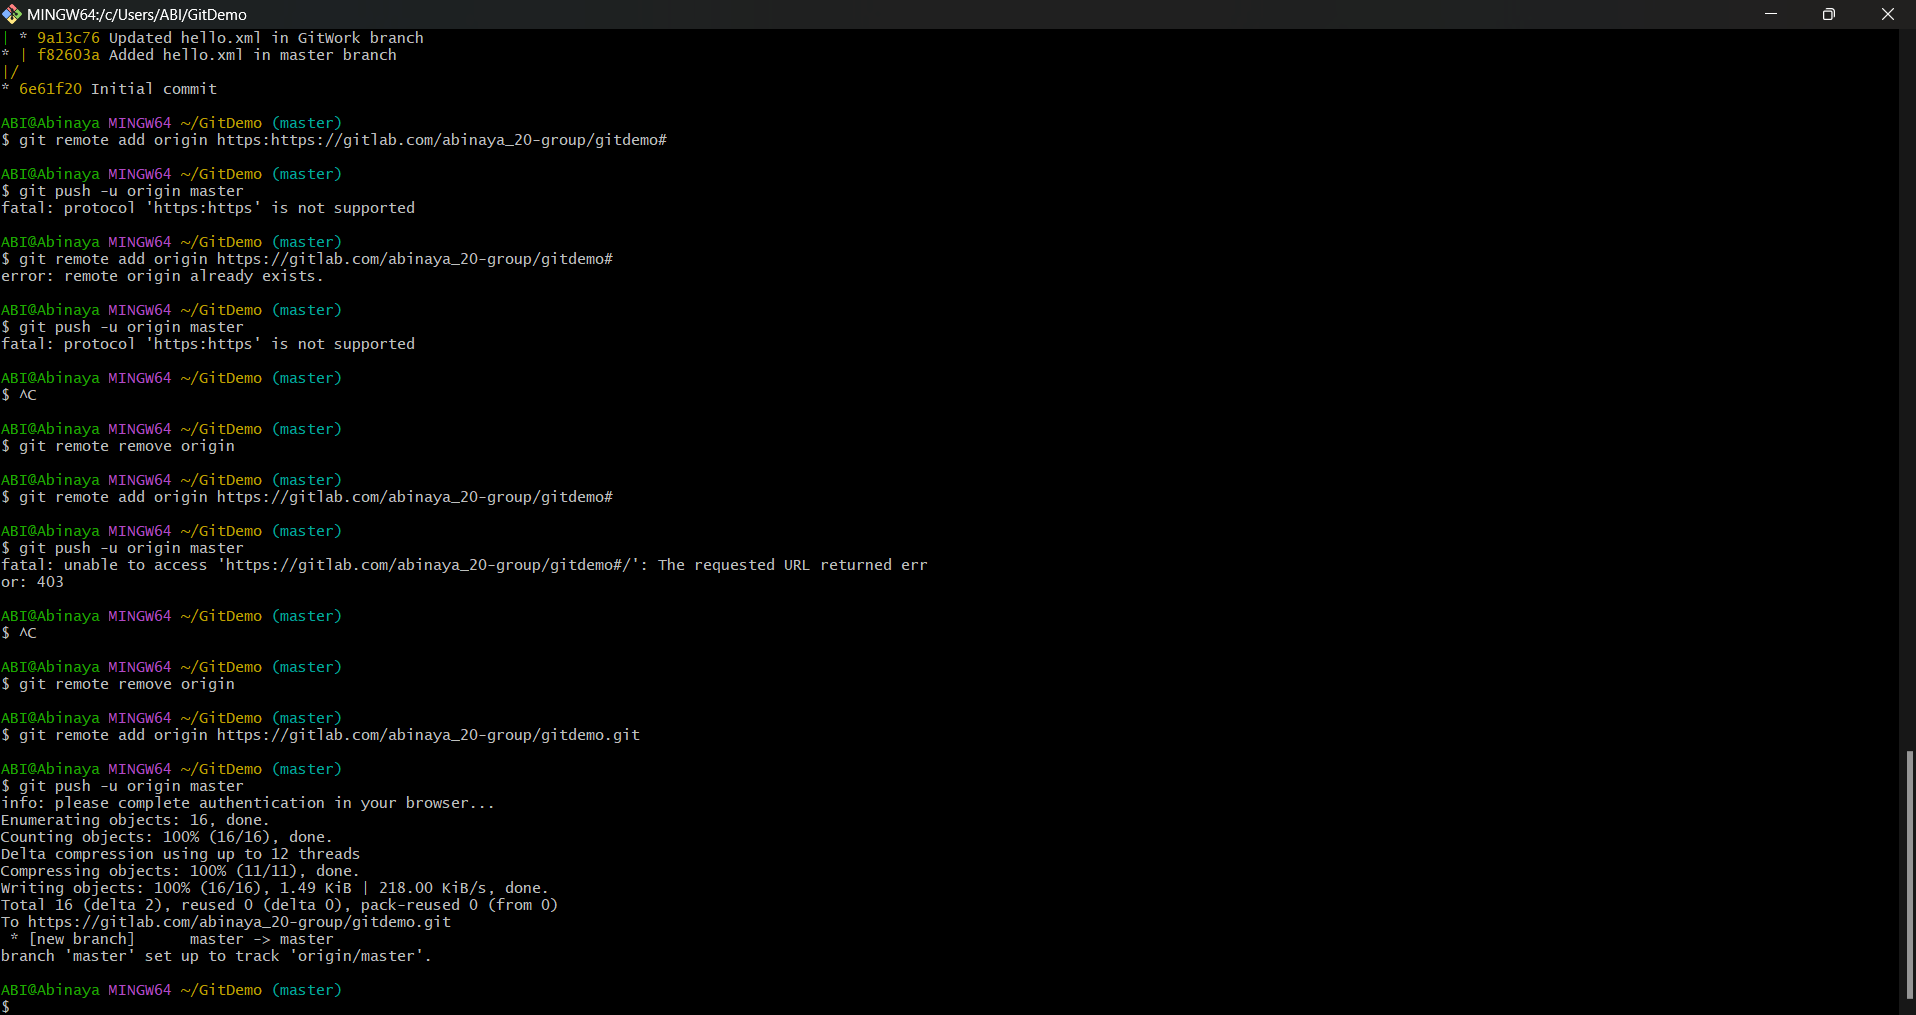 MINGW64:/c/Users/ABI/GitDemo
| * 9a13c76 Updated hello.xml in GitWork branch
* | f82603a Added hello.xml in master branch
|/
* 6e61f20 Initial commit
ABI@Abinaya MINGW64 ~/GitDemo (master)
$ git remote add origin https:https://gitlab.com/abinaya_20-group/gitdemo#
ABI@Abinaya MINGW64 ~/GitDemo (master)
$ git push -u origin master
fatal: protocol 'https:https' is not supported
ABI@Abinaya MINGW64 ~/GitDemo (master)
$ git remote add origin https://gitlab.com/abinaya_20-group/gitdemo#
error: remote origin already exists.
ABI@Abinaya MINGW64 ~/GitDemo (master)
$ git push -u origin master
fatal: protocol 'https:https' is not supported
ABI@Abinaya MINGW64 ~/GitDemo (master)
$ ^C
ABI@Abinaya MINGW64 ~/GitDemo (master)
$ git remote remove origin
ABI@Abinaya MINGW64 ~/GitDemo (master)
$ git remote add origin https://gitlab.com/abinaya_20-group/gitdemo#
ABI@Abinaya MINGW64 ~/GitDemo (master)
$ git push -u origin master
fatal: unable to access 'https://gitlab.com/abinaya_20-group/gitdemo#/': The requested URL returned err
or: 403
ABI@Abinaya MINGW64 ~/GitDemo (master)
$ ^C
ABI@Abinaya MINGW64 ~/GitDemo (master)
$ git remote remove origin
ABI@Abinaya MINGW64 ~/GitDemo (master)
$ git remote add origin https://gitlab.com/abinaya_20-group/gitdemo.git
ABI@Abinaya MINGW64 ~/GitDemo (master)
$ git push -u origin master
info: please complete authentication in your browser...
Enumerating objects: 16, done.
Counting objects: 100% (16/16), done.
Delta compression using up to 12 threads
Compressing objects: 100% (11/11), done.
Writing objects: 100% (16/16), 1.49 KiB | 218.00 KiB/s, done.
Total 16 (delta 2), reused 0 (delta 0), pack-reused 0 (from 0)
To https://gitlab.com/abinaya_20-group/gitdemo.git
 * [new branch]      master -> master
branch 'master' set up to track 'origin/master'.
ABI@Abinaya MINGW64 ~/GitDemo (master)
$